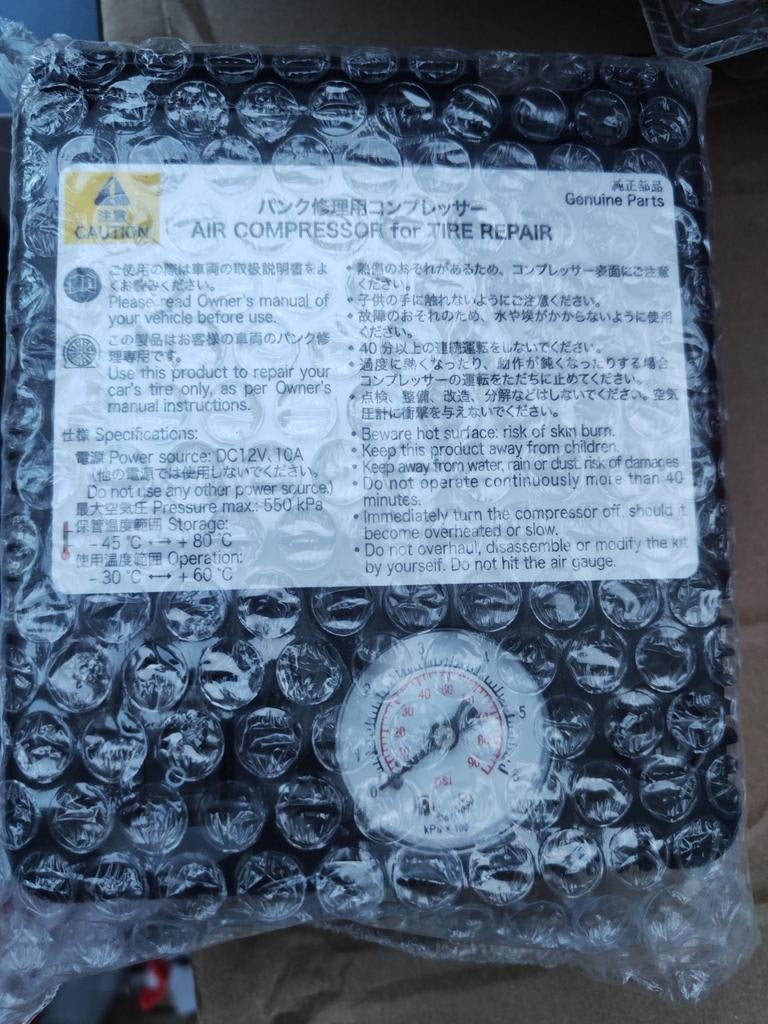 注意
CAUTION
純正部品
Genuine Parts
パンク修理用コンプレッサー
AIR COMPRESSOR for TIRE REPAIR
ご使用の際は車両の取扱説明書をよ
くお読みください。
Please read Owner's manual of
your vehicle before use.
この製品はお客様の車両のパンク修
理専用です。
Use this product to repair your
car's tire only, as per Owner's
manual instructions.
仕様 Specifications:
電源 Power source: DC12V, 10A
(他の電源では使用しないでください。
Do not use any other power source.)
最大空気圧 Pressure max.: 550 kPa
保管温度範囲 Storage:
− 45 ℃ ↔ + 80 ℃
使用温度範囲 Operation:
− 30 ℃ ↔ + 60 ℃
• 熱傷のおそれがあるため、コンプレッサー表面にご注意
ください。
• 子供の手に触れないようにご注意ください。
• 故障のおそれのため、水や埃がかからないように使用
ください。
• 40 分以上の連続運転をしないでください。
• 過度に熱くなったり、動作が鈍くなったりする場合、
コンプレッサーの運転をただちに止めてください。
• 点検、整備、改造、分解などはしないでください。空気
圧計に衝撃を与えないでください。
• Beware hot surface: risk of skin burn.
• Keep this product away from children.
• Keep away from water, rain or dust: risk of damages
• Do not operate continuously more than 40
minutes.
• Immediately turn the compressor off, should it
become overheated or slow.
• Do not overhaul, disassemble or modify the kit
by yourself. Do not hit the air gauge.
3
40
5
30
20
80
10
90
0
psi
kPa × 100